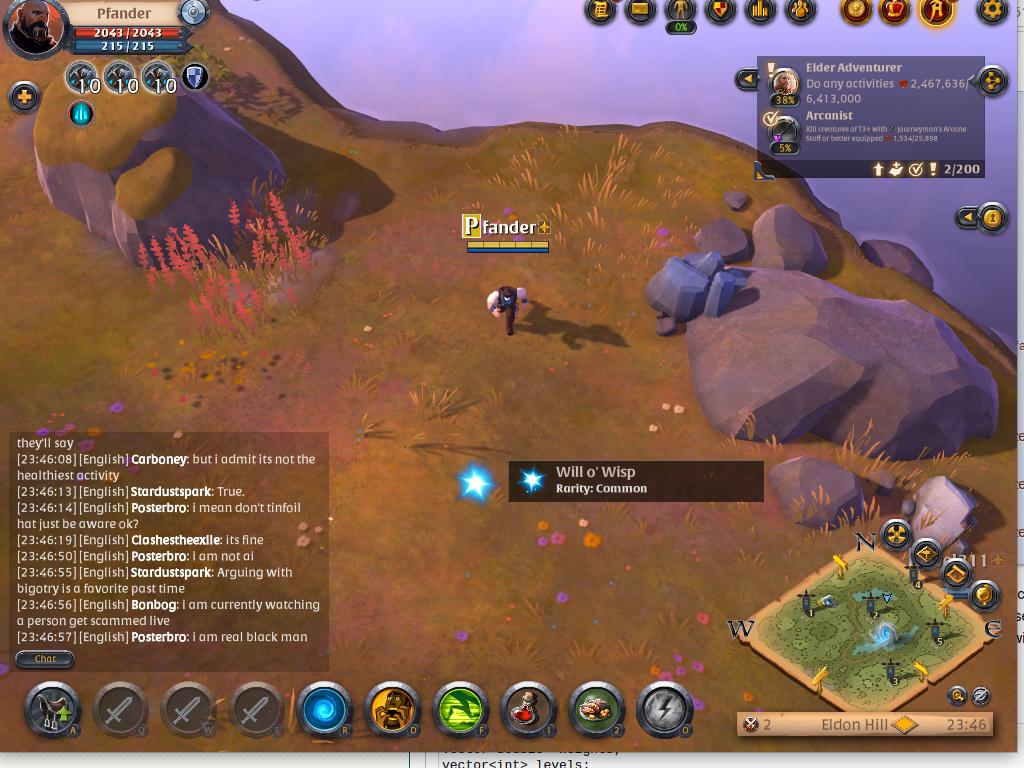 Pfander
2043 / 2043
215 / 215
10 10 10
0%
Elder Adventurer
Do any activities 2,467,636/
6,413,000
38%
Arcanist
Kill creatures of T3+ with Journeyman's Arcane
Staff or better equipped 1,534/25,898
5%
2/200
Pfander
they'll say
[23:46:08] [English] Carboney: but i admit its not the
healthiest activity
[23:46:13] [English] Stardustspark: True.
[23:46:14] [English] Posterbro: i mean don't tinfoil
hat just be aware ok?
[23:46:19] [English] Clashestheexile: its fine
[23:46:50] [English] Posterbro: i am not ai
[23:46:55] [English] Stardustspark: Arguing with
bigotry is a favorite past time
[23:46:56] [English] Bonbog: i am currently watching
a person get scammed live
[23:46:57] [English] Posterbro: i am real black man
Chat
Will o' Wisp
Rarity: Common
N
W
E
1
2
3
4
5
A Q W E R D F 1 2 O
2 Eldon Hill 23:46
vector<int> levels;